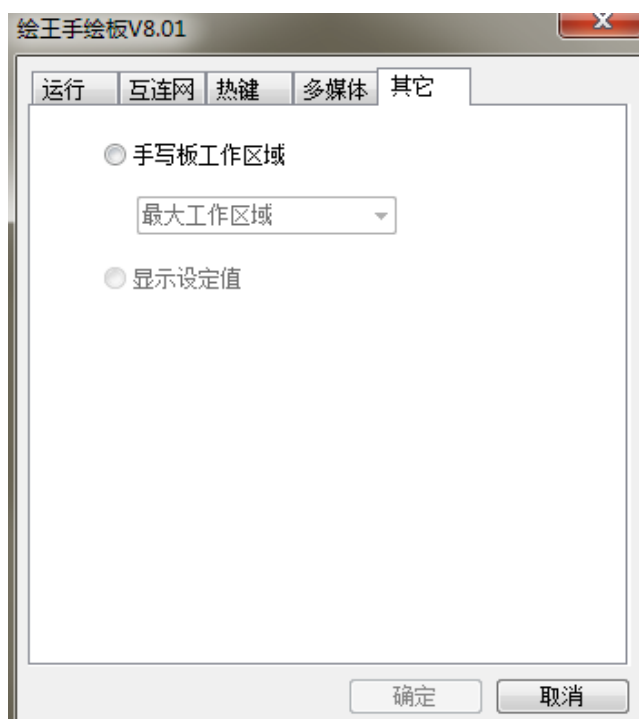 绘王手绘板V8.01
运行 互连网 热键 多媒体 其它
手写板工作区域
最大工作区域
显示设定值
确定 取消